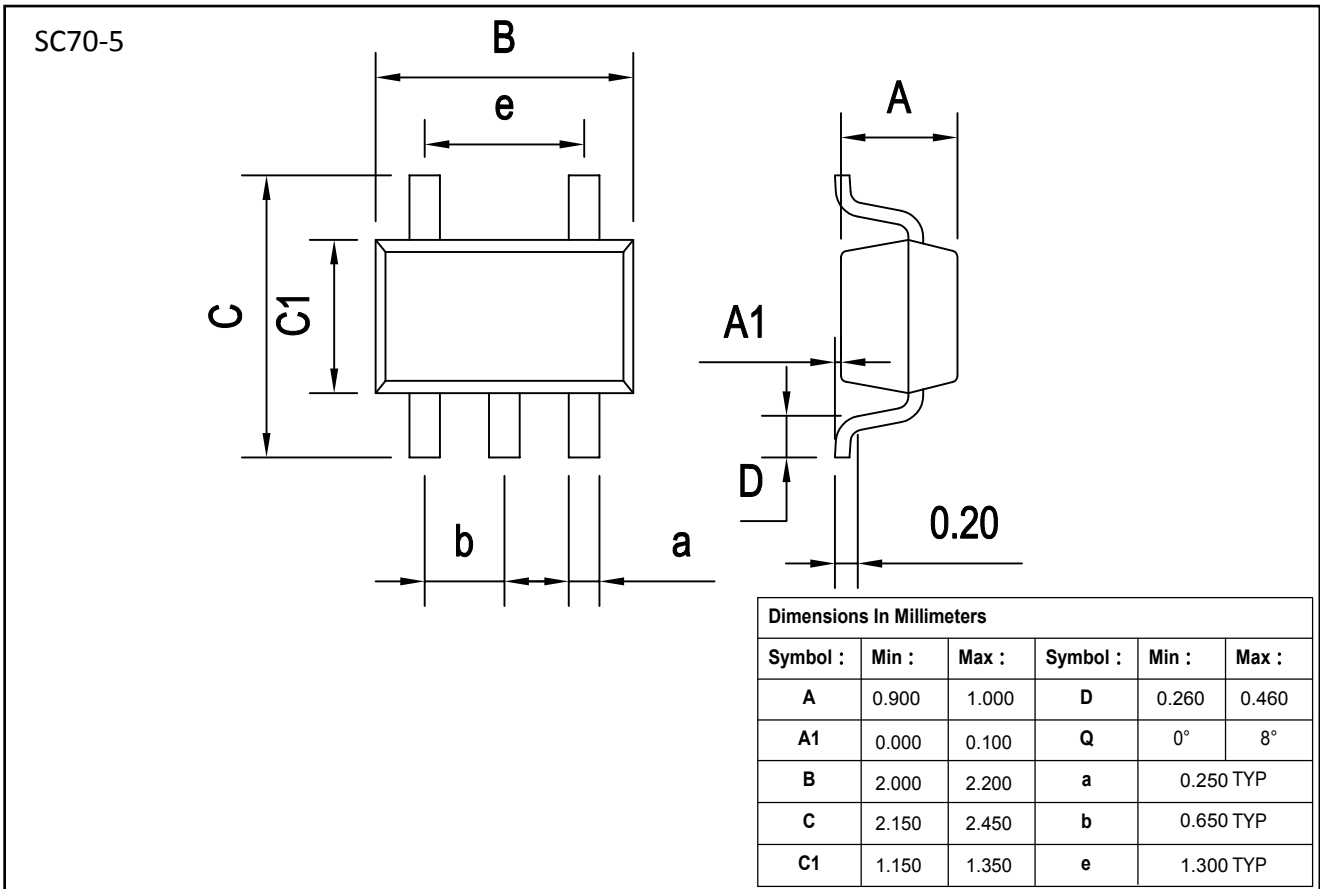 SC70-5
B
e
A
C
C1
A1
D
0.20
b
a
Dimensions In Millimeters
Symbol： Min： Max： Symbol： Min： Max：
A 0.900 1.000 D 0.260 0.460
A1 0.000 0.100 Q 0° 8°
B 2.000 2.200 a 0.250 TYP
C 2.150 2.450 b 0.650 TYP
C1 1.150 1.350 e 1.300 TYP